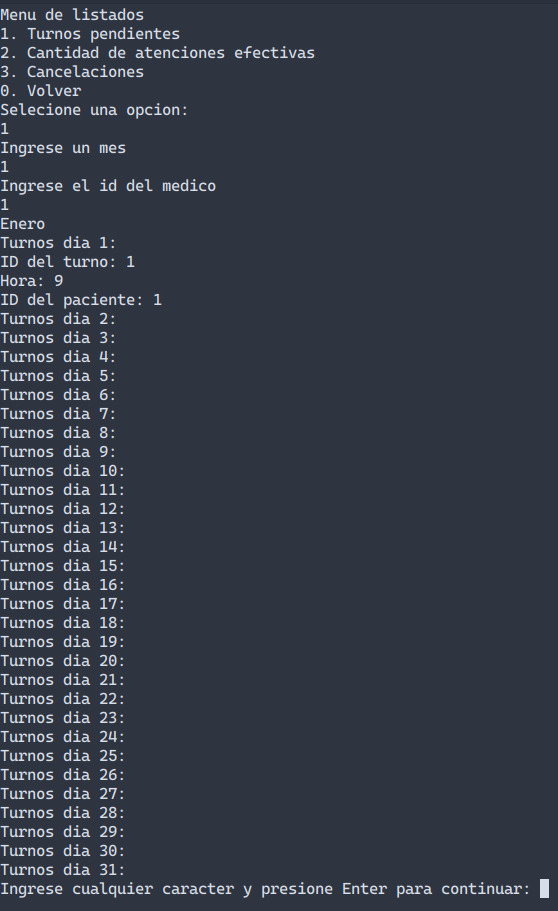 Menu de listados
1. Turnos pendientes
2. Cantidad de atenciones efectivas
3. Cancelaciones
0. Volver
Selecione una opcion:
1
Ingrese un mes
1
Ingrese el id del medico
1
Enero
Turnos dia 1:
ID del turno: 1
Hora: 9
ID del paciente: 1
Turnos dia 2:
Turnos dia 3:
Turnos dia 4:
Turnos dia 5:
Turnos dia 6:
Turnos dia 7:
Turnos dia 8:
Turnos dia 9:
Turnos dia 10:
Turnos dia 11:
Turnos dia 12:
Turnos dia 13:
Turnos dia 14:
Turnos dia 15:
Turnos dia 16:
Turnos dia 17:
Turnos dia 18:
Turnos dia 19:
Turnos dia 20:
Turnos dia 21:
Turnos dia 22:
Turnos dia 23:
Turnos dia 24:
Turnos dia 25:
Turnos dia 26:
Turnos dia 27:
Turnos dia 28:
Turnos dia 29:
Turnos dia 30:
Turnos dia 31:
Ingrese cualquier caracter y presione Enter para continuar: